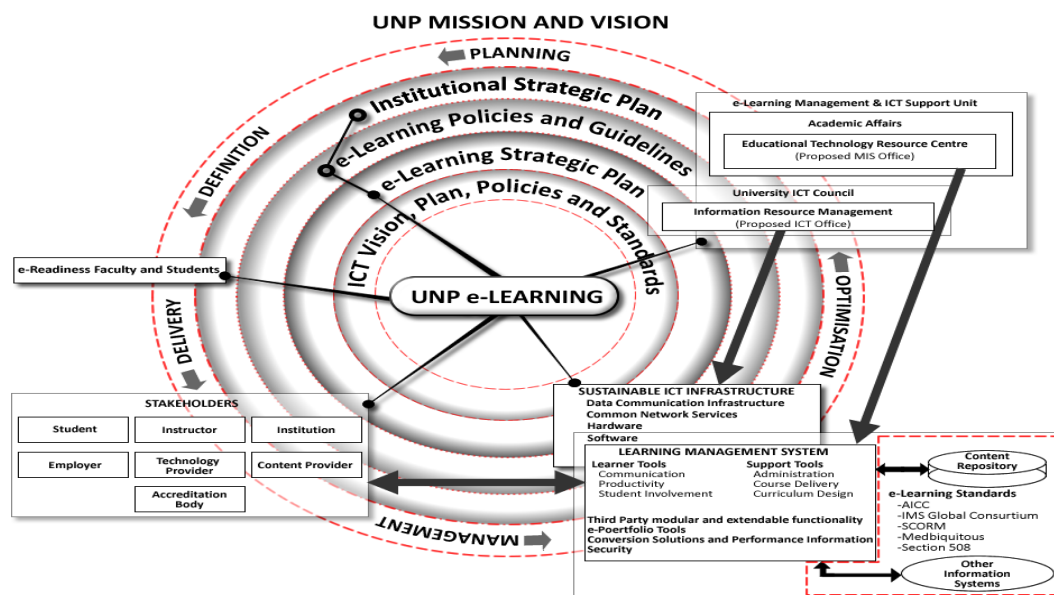 UNP MISSION AND VISION
PLANNING
Institutional Strategic Plan
e-Learning Policies and Guidelines
e-Learning Strategic Plan
ICT Vision, Plan, Policies and Standards
DEFINITION
e-Learning Management & ICT Support Unit
Academic Affairs
Educational Technology Resource Centre
(Proposed MIS Office)
University ICT Council
Information Resource Management
(Proposed ICT Office)
e-Readiness Faculty and Students
UNP e-LEARNING
OPTIMISATION
DELIVERY
STAKEHOLDERS
Student
Instructor
Institution
Employer
Technology
Provider
Content Provider
Accreditation
Body
MANAGEMENT
SUSTAINABLE ICT INFRASTRUCTURE
Data Communication Infrastructure
Common Network Services
Hardware
Software
LEARNING MANAGEMENT SYSTEM
Learner Tools
Communication
Productivity
Student Involvement
Support Tools
Administration
Course Delivery
Curriculum Design
Third Party modular and extendable functionality
e-Poertfolio Tools
Conversion Solutions and Performance Information
Security
Content
Repository
e-Learning Standards
-AICC
-IMS Global Consortium
-SCORM
-Medbiquitous
-Section 508
Other
Information
Systems